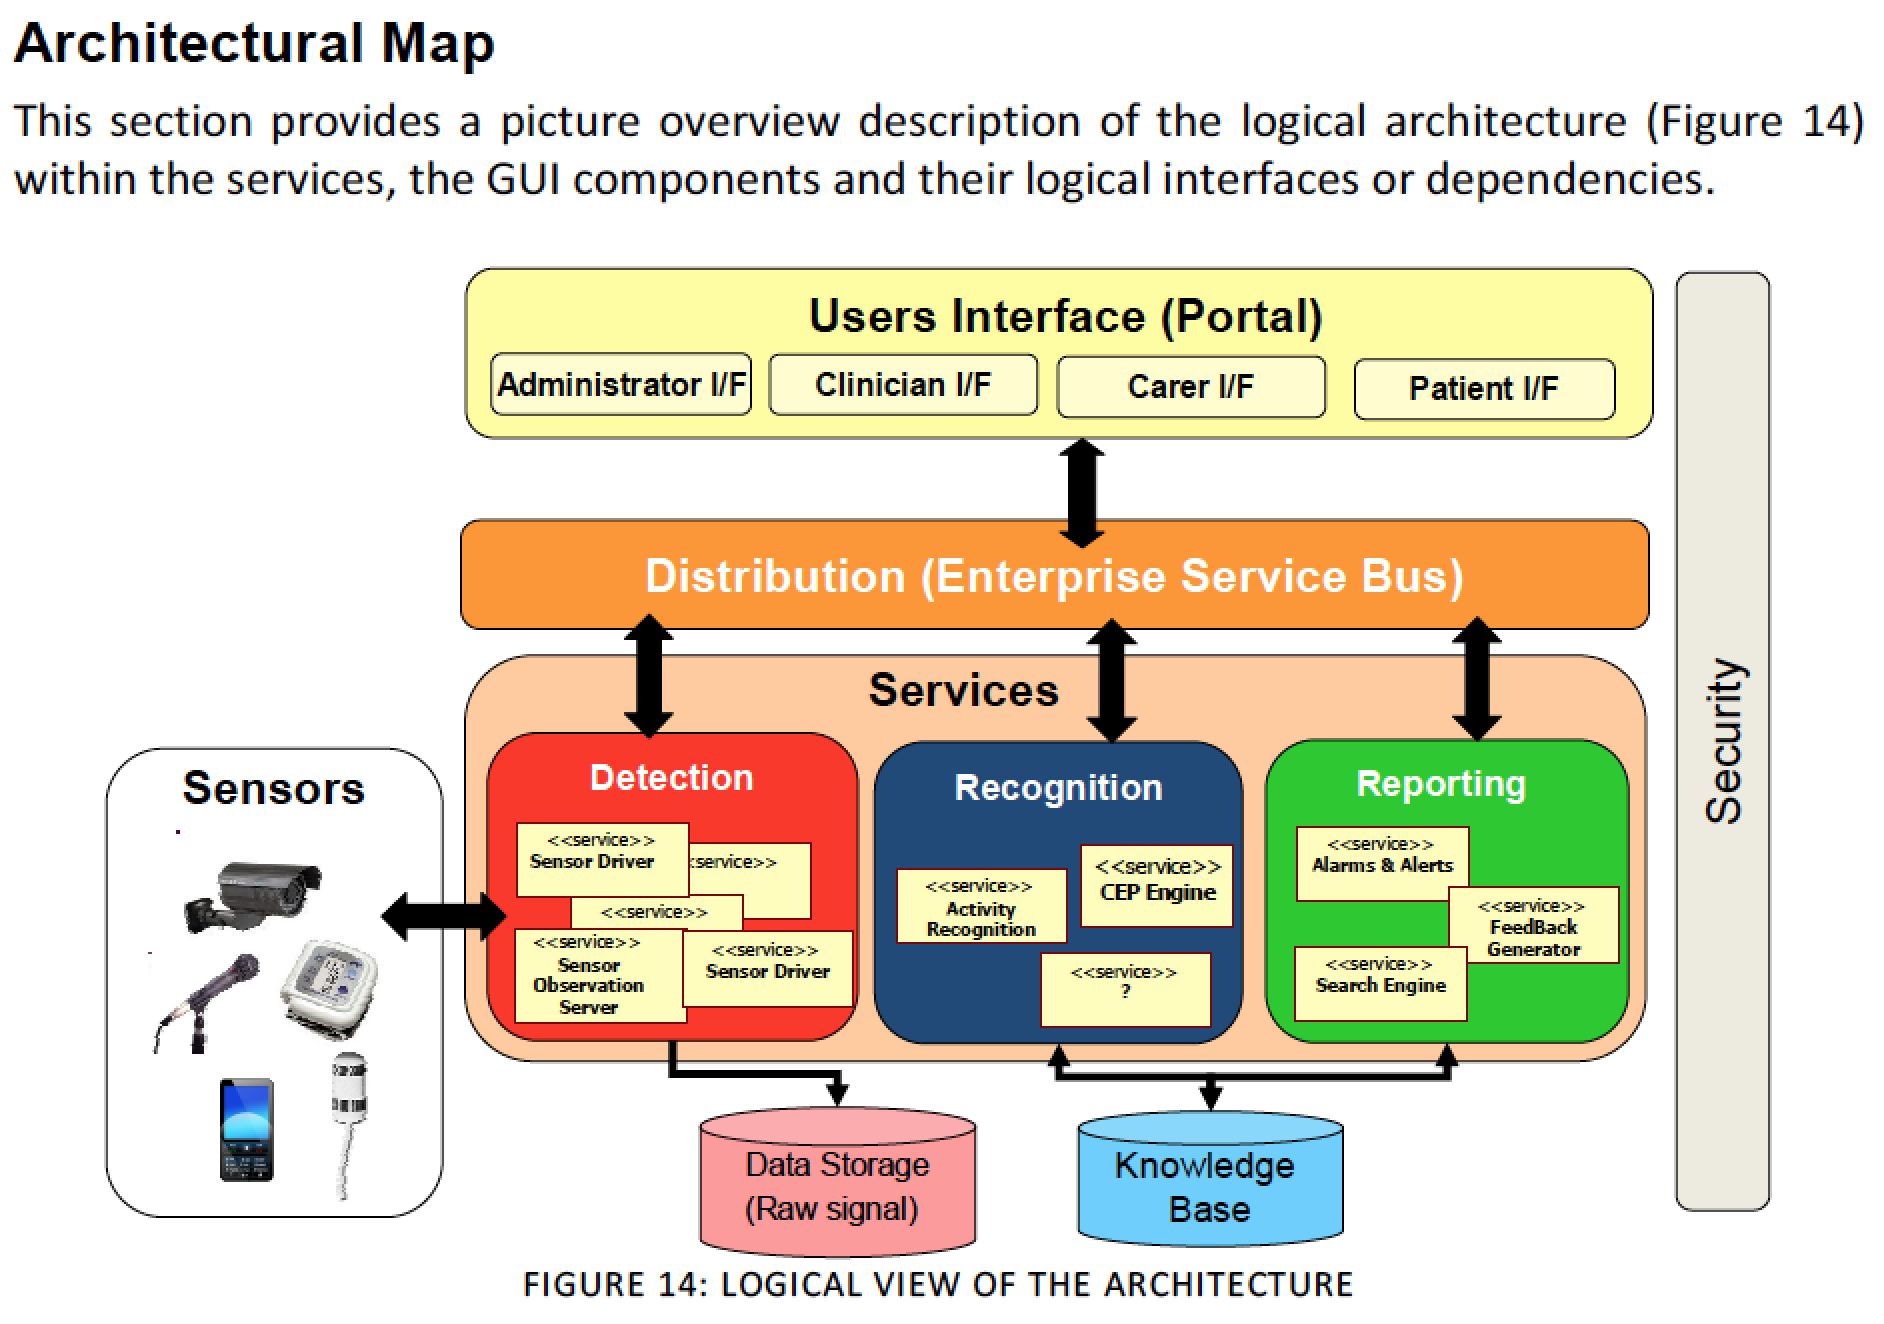 Architectural Map
This section provides a picture overview description of the logical architecture (Figure 14)
within the services, the GUI components and their logical interfaces or dependencies.
Users Interface (Portal)
Administrator I/F
Clinician I/F
Carer I/F
Patient I/F
Distribution (Enterprise Service Bus)
Services
Security
Sensors
Detection
<<service>>
Sensor Driver
<service>>
<<service>>
<<service>>
Sensor
Observation
Server
<<service>>
Sensor Driver
Recognition
<<service>>
Activity
Recognition
<<service>>
CEP Engine
<<service>>
?
Reporting
<<service>>
Alarms & Alerts
<<service>>
FeedBack
Generator
<<service>>
Search Engine
Data Storage
(Raw signal)
Knowledge
Base
FIGURE 14: LOGICAL VIEW OF THE ARCHITECTURE